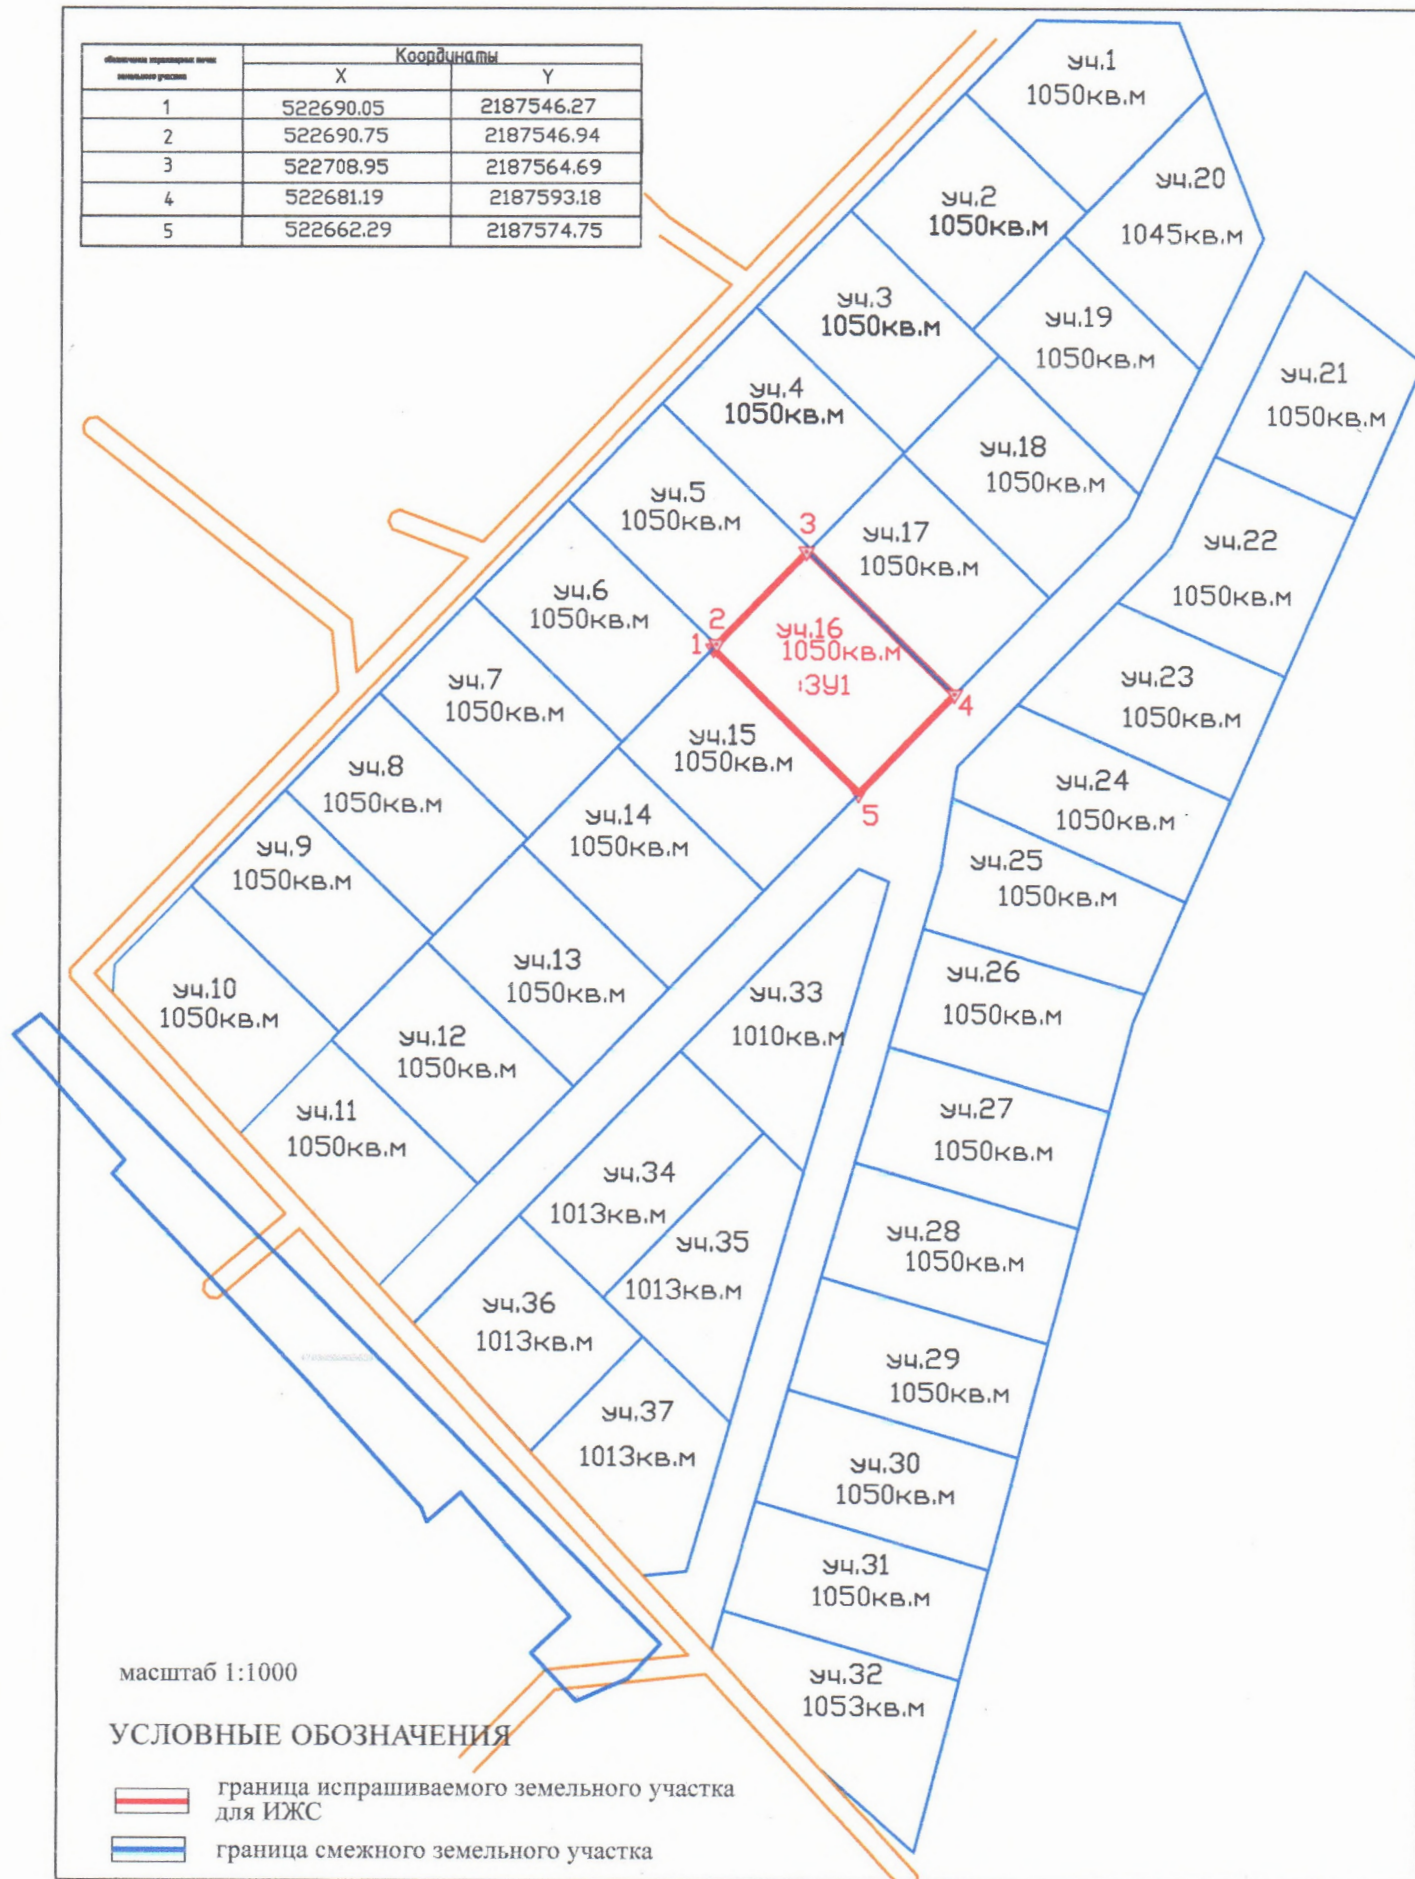 Координаты
X Y
1 522690.05 2187546.27
2 522690.75 2187546.94
3 522708.95 2187564.69
4 522681.19 2187593.18
5 522662.29 2187574.75
уч.1
1050кв.м
уч.20
1045кв.м
уч.2
1050кв.м
уч.3
1050кв.м
уч.19
1050кв.м
уч.21
1050кв.м
уч.4
1050кв.м
уч.18
1050кв.м
уч.5
1050кв.м
3
уч.17
1050кв.м
уч.22
1050кв.м
уч.6
1050кв.м
2
1
уч.16
1050кв.м
:ЗУ1
4
5
уч.23
1050кв.м
уч.7
1050кв.м
уч.15
1050кв.м
уч.8
1050кв.м
уч.24
1050кв.м
уч.14
1050кв.м
уч.9
1050кв.м
уч.25
1050кв.м
уч.13
1050кв.м
уч.26
1050кв.м
уч.10
1050кв.м
уч.33
1010кв.м
уч.12
1050кв.м
уч.11
1050кв.м
уч.27
1050кв.м
уч.34
1013кв.м
уч.35
1013кв.м
уч.28
1050кв.м
уч.36
1013кв.м
уч.29
1050кв.м
уч.37
1013кв.м
уч.30
1050кв.м
уч.31
1050кв.м
уч.32
1053кв.м
масштаб 1:1000
УСЛОВНЫЕ ОБОЗНАЧЕНИЯ
граница испрашиваемого земельного участка
для ИЖС
граница смежного земельного участка